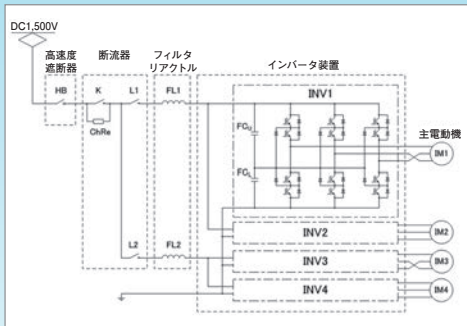 DC1,500V
高速度
遮断器
断流器
フィルタ
リアクトル
インバータ装置
HB
K
L1
FL1
INV1
ChRe
FCU
FCL
主電動機
IM1
INV2
IM2
L2
FL2
INV3
IM3
INV4
IM4